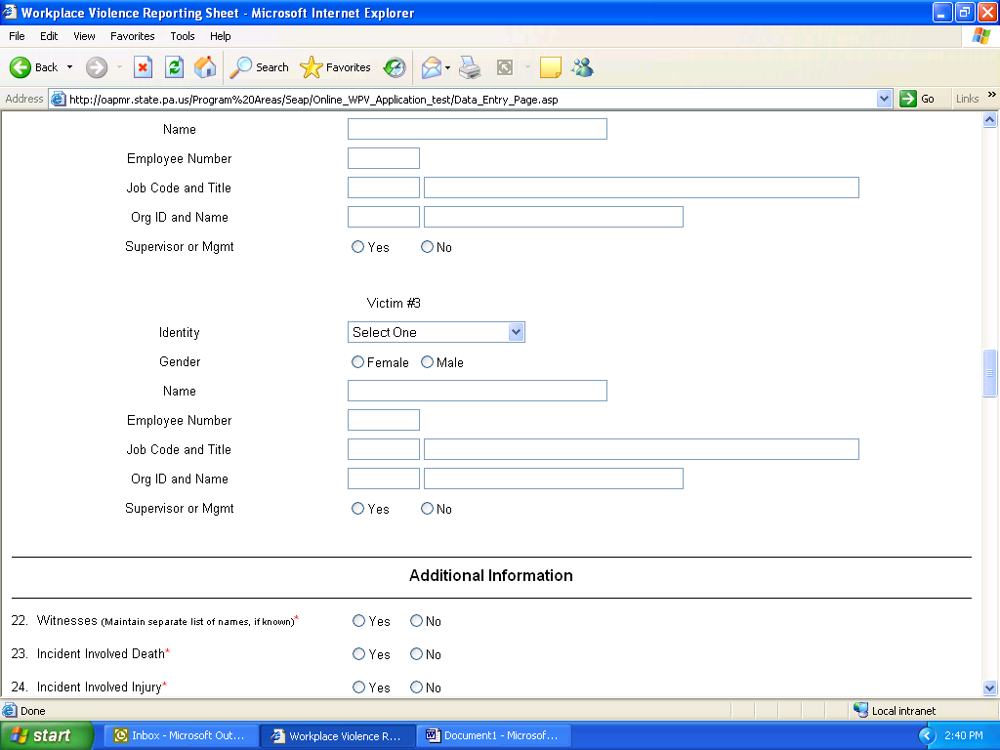 Workplace Violence Reporting Sheet - Microsoft Internet Explorer
File Edit View Favorites Tools Help
Back Search Favorites
Address http://oapmr.state.pa.us/Program%20Areas/Seap/Online_WPV_Application_test/Data_Entry_Page.asp Go Links »
Name
Employee Number
Job Code and Title
Org ID and Name
Supervisor or Mgmt Yes No
Victim #3
Identity Select One
Gender Female Male
Name
Employee Number
Job Code and Title
Org ID and Name
Supervisor or Mgmt Yes No
Additional Information
22. Witnesses (Maintain separate list of names, if known)* Yes No
23. Incident Involved Death* Yes No
24. Incident Involved Injury* Yes No
Done Local intranet
start Inbox - Microsoft Out... Workplace Violence R... Document1 - Microsof... 2:40 PM